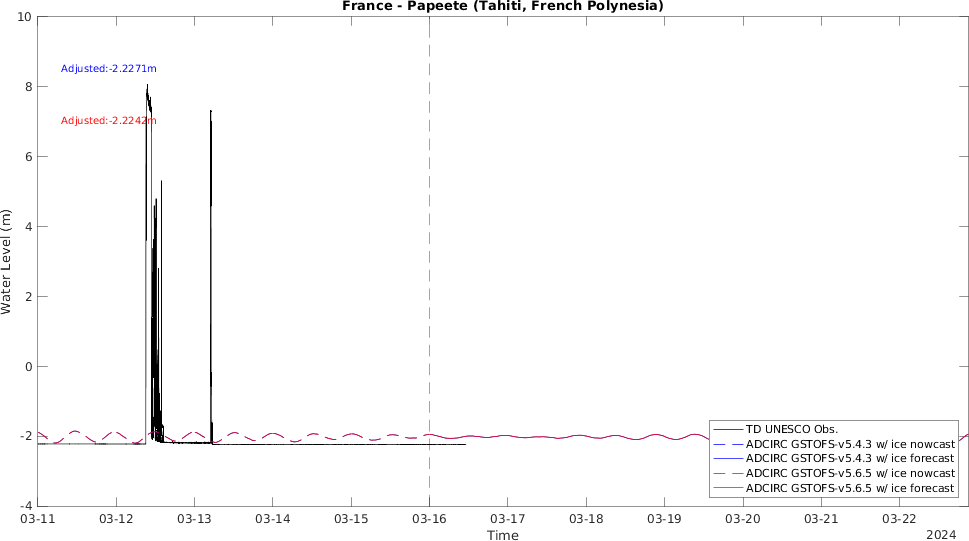 France - Papeete (Tahiti, French Polynesia)
10
8
6
4
2
0
-2
-4
Water Level (m)
Adjusted:-2.2271m
Adjusted:-2.2242m
TD UNESCO Obs.
ADCIRC GSTOFS-v5.4.3 w/ ice nowcast
ADCIRC GSTOFS-v5.4.3 w/ ice forecast
ADCIRC GSTOFS-v5.6.5 w/ ice nowcast
ADCIRC GSTOFS-v5.6.5 w/ ice forecast
03-11 03-12 03-13 03-14 03-15 03-16 03-17 03-18 03-19 03-20 03-21 03-22
Time
2024